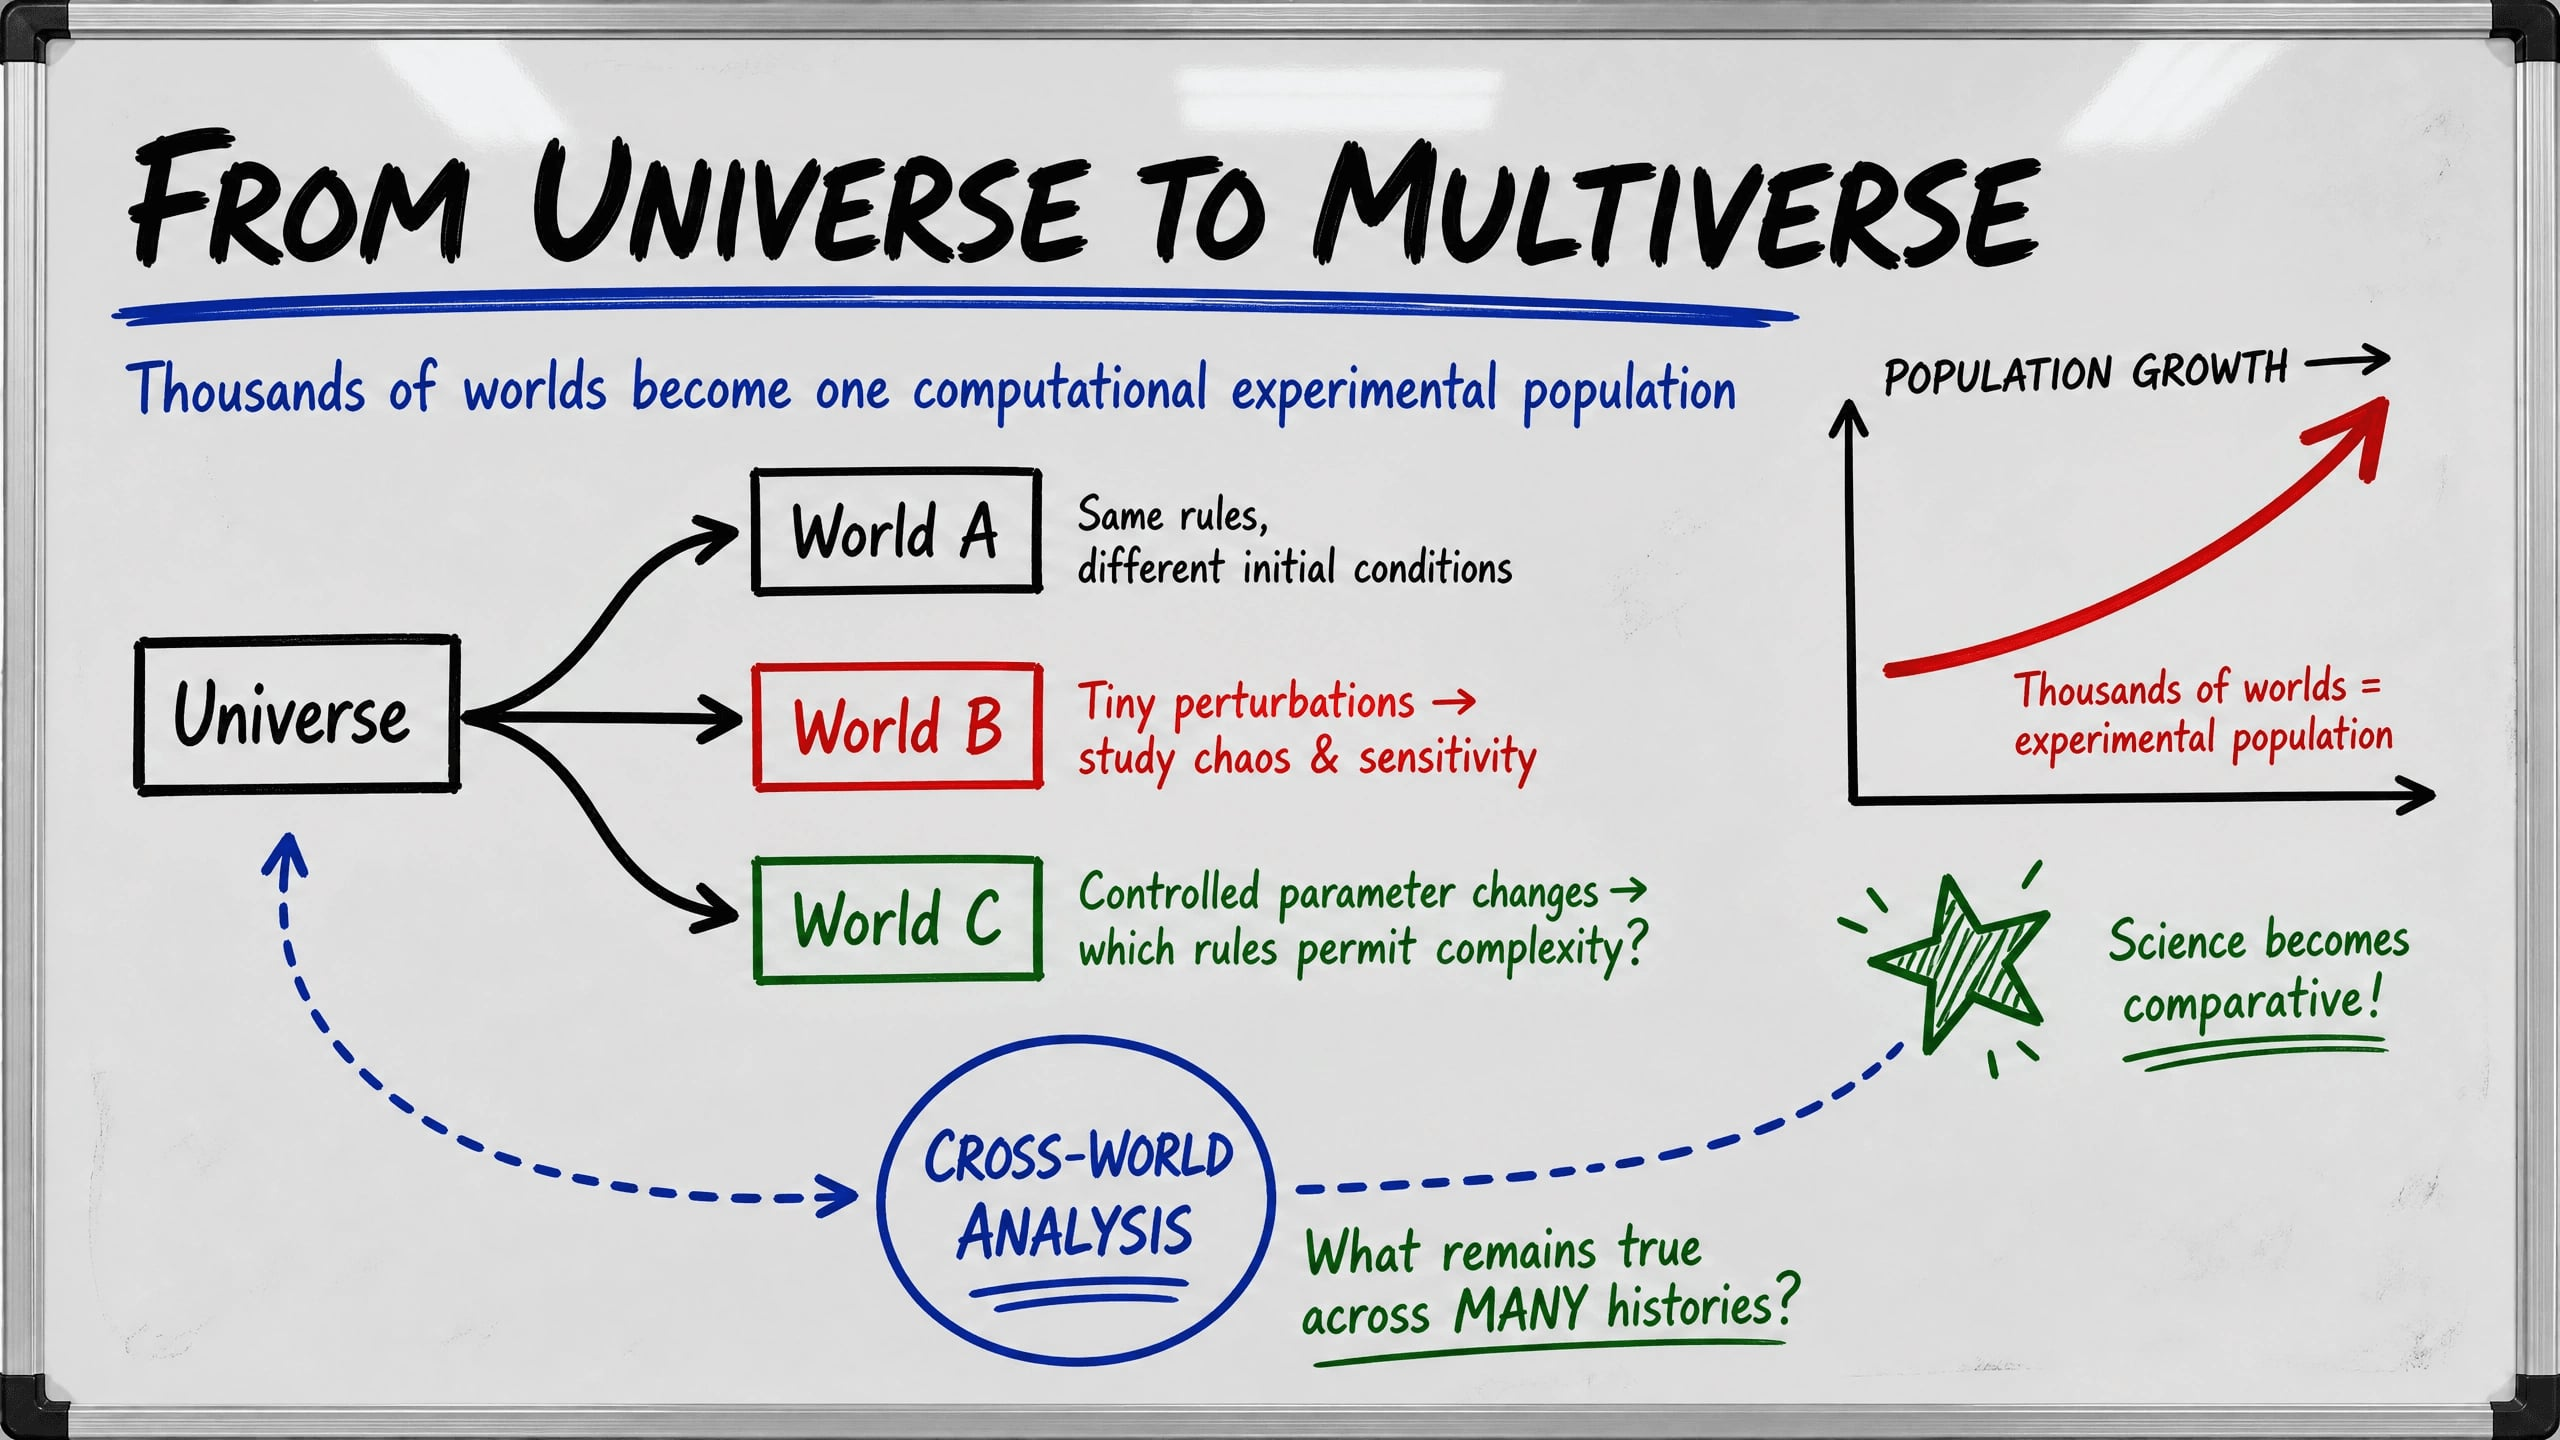 FROM UNIVERSE TO MULTIVERSE
Thousands of worlds become one computational experimental population
POPULATION GROWTH →
Universe
World A
Same rules,
different initial conditions
World B
Tiny perturbations →
study chaos & sensitivity
World C
Controlled parameter changes →
which rules permit complexity?
Thousands of worlds =
experimental population
Science becomes
comparative!
CROSS-WORLD
ANALYSIS
What remains true
across MANY histories?